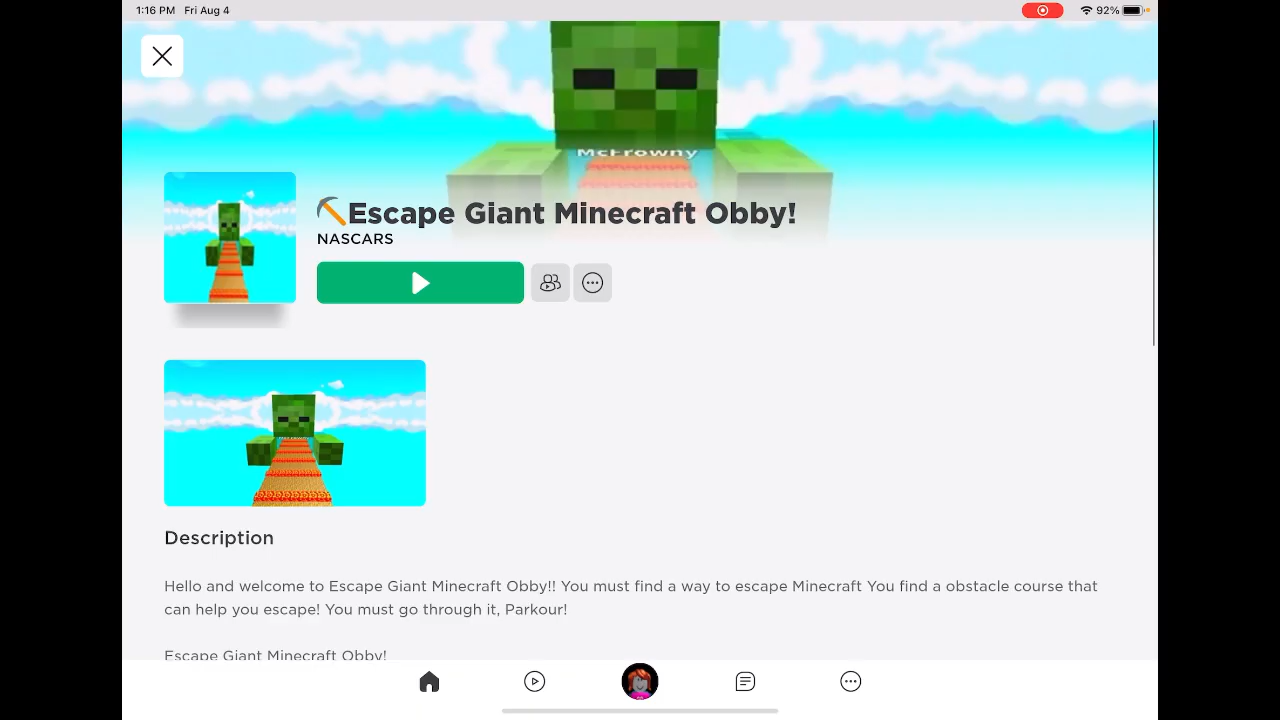 1:16 PM Fri Aug 4
92%
McFrowny
Escape Giant Minecraft Obby!
NASCARS
Description
Hello and welcome to Escape Giant Minecraft Obby!! You must find a way to escape Minecraft You find a obstacle course that
can help you escape! You must go through it, Parkour!
Escape Giant Minecraft Obby!